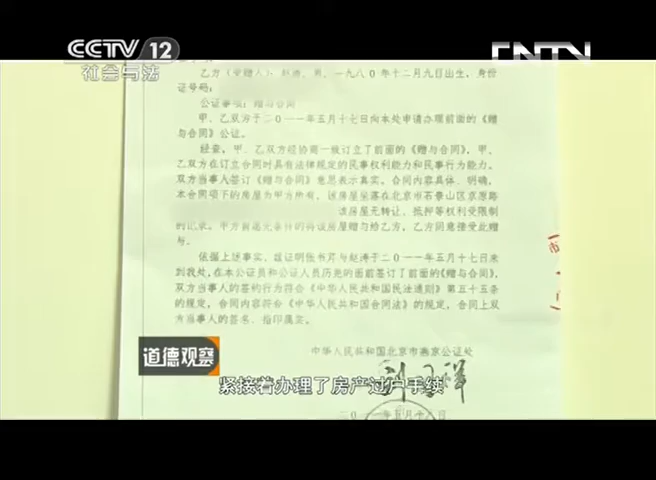 CCTV 12
社会与法
CNTV
乙方(受赠人):赵涛,男,一九八0年十二月九日出生,身份
证号码:
公证事项:赠与合同
甲、乙双方于二0一一年五月十七日向本处申请办理前面的《赠
与合同》公证。
经查,甲、乙双方经协商一致订立了前面的《赠与合同》,甲、
乙双方在订立合同时具有法律规定的民事权利能力和民事行为能力。
双方当事人签订《赠与合同》意思表示真实,合同内容具体、明确,
本合同项下的房屋为甲方所有,该房屋坐落在北京市石景山区京原路
该房屋无转让、抵押等权利受限制
的记录。甲方自愿无条件的将该房屋赠与给乙方,乙方同意接受此赠
与。
依据上述事实,兹证明张书芹与赵涛于二0一一年五月十七日来
到我处,在本公证员和公证人员历尧的面前签订了前面的《赠与合同》,
双方当事人的签约行为符合《中华人民共和国民法通则》第五十五条
的规定,合同内容符合《中华人民共和国合同法》的规定,合同上双
方当事人的签名、指印属实。
中华人民共和国北京市燕京公证处
道德观察
紧接着办理了房产过户手续
二0一一年五月十八日